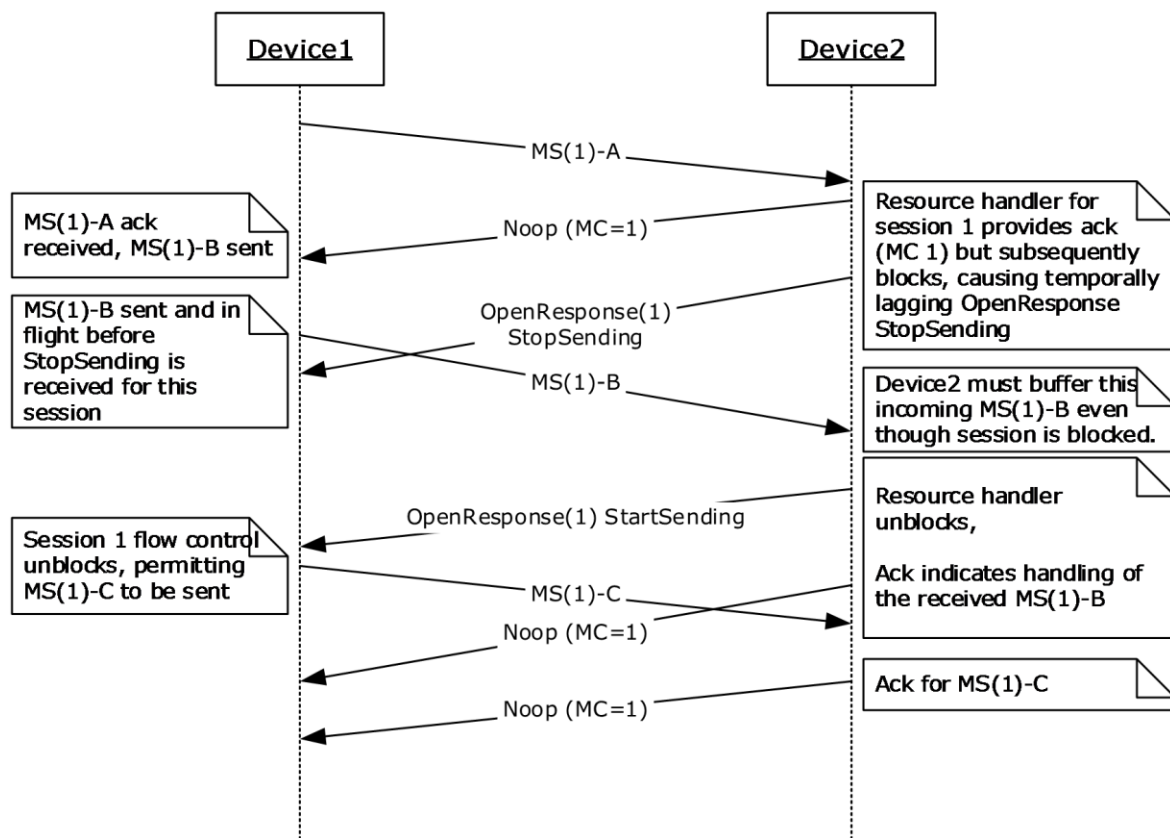 Device1
Device2
MS(1)-A
MS(1)-A ack
received, MS(1)-B sent
Noop (MC=1)
Resource handler for
session 1 provides ack
(MC 1) but subsequently
blocks, causing temporally
lagging OpenResponse
StopSending
MS(1)-B sent and in
flight before
StopSending is
received for this
session
OpenResponse(1)
StopSending
MS(1)-B
Device2 must buffer this
incoming MS(1)-B even
though session is blocked.
OpenResponse(1) StartSending
Resource handler
unblocks,
Ack indicates handling of
the received MS(1)-B
Session 1 flow control
unblocks, permitting
MS(1)-C to be sent
MS(1)-C
Noop (MC=1)
Ack for MS(1)-C
Noop (MC=1)